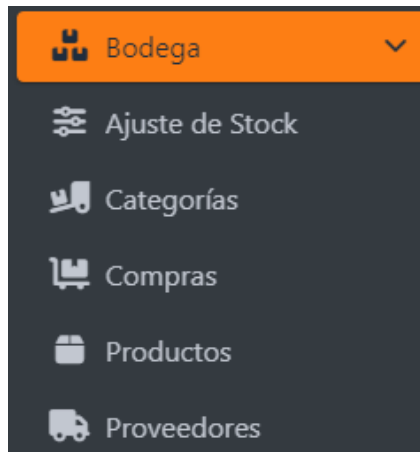 Bodega
Ajuste de Stock
Categorías
Compras
Productos
Proveedores